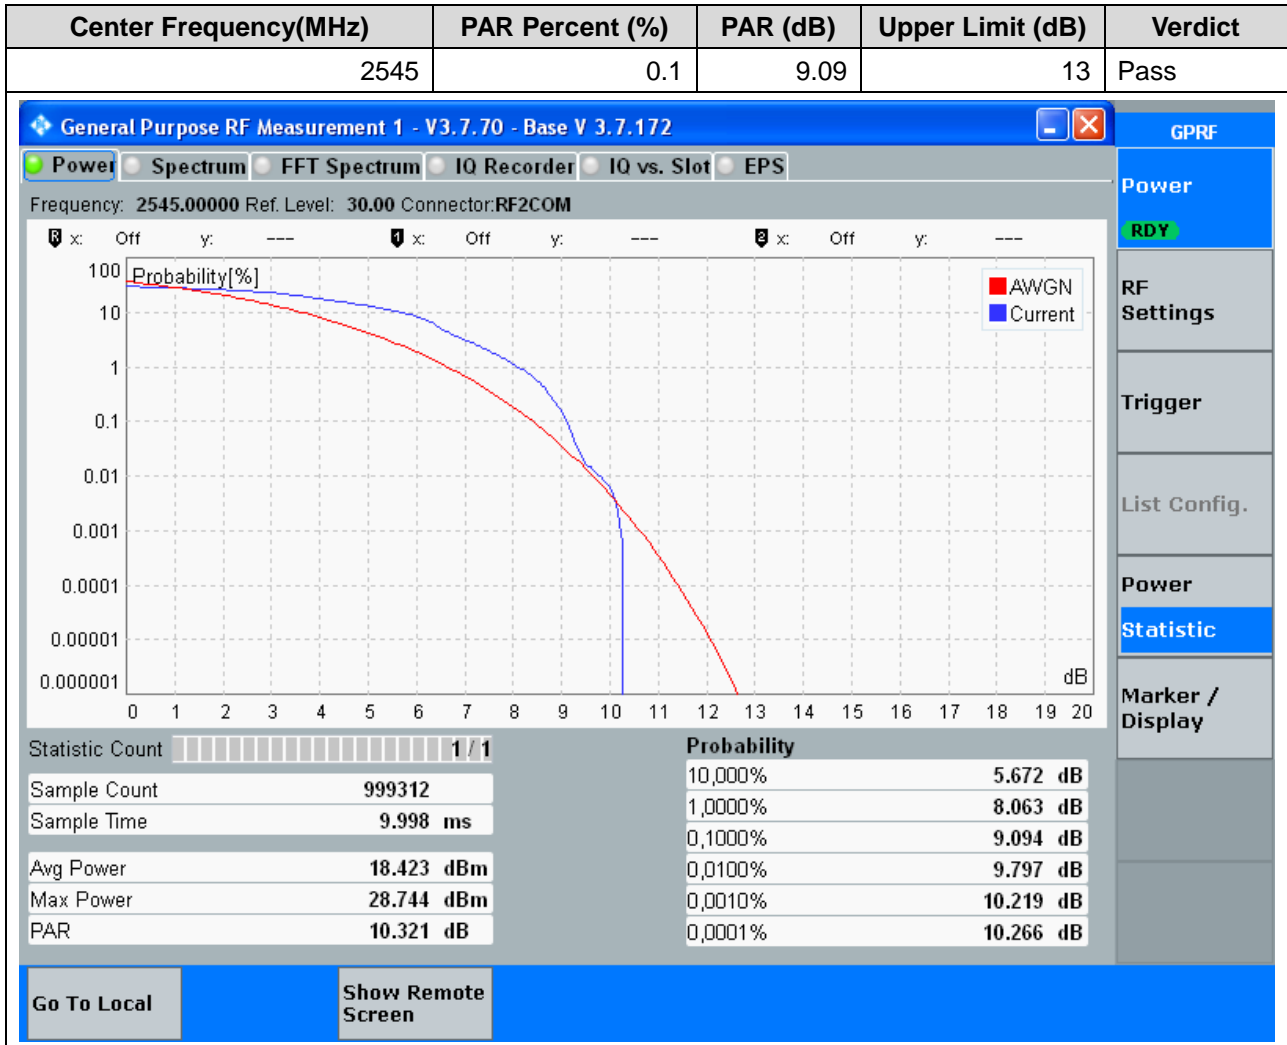 Center Frequency(MHz) PAR Percent (%) PAR (dB) Upper Limit (dB) Verdict
2545 0.1 9.09 13 Pass
General Purpose RF Measurement 1 - V3.7.70 - Base V 3.7.172
GPRF
Power Spectrum FFT Spectrum IQ Recorder IQ vs. Slot EPS
Frequency: 2545.00000 Ref. Level: 30.00 Connector:RF2COM
R x: Off y: --- 1 x: Off y: --- 2 x: Off y: ---
Probability[%]
AWGN
Current
100
10
1
0.1
0.01
0.001
0.0001
0.00001
0.000001
dB
0 1 2 3 4 5 6 7 8 9 10 11 12 13 14 15 16 17 18 19 20
Statistic Count 1 / 1
Sample Count 999312
Sample Time 9.998 ms
Avg Power 18.423 dBm
Max Power 28.744 dBm
PAR 10.321 dB
Probability
10,000% 5.672 dB
1,0000% 8.063 dB
0,1000% 9.094 dB
0,0100% 9.797 dB
0,0010% 10.219 dB
0,0001% 10.266 dB
Power
RDY
RF
Settings
Trigger
List Config.
Power
Statistic
Marker /
Display
Go To Local
Show Remote
Screen